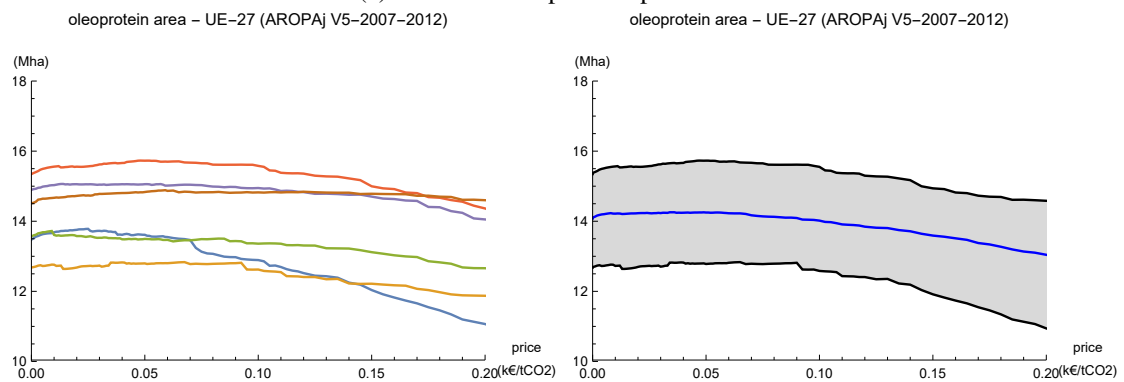 oleoprotein area − UE−27 (AROPAj V5−2007−2012)
(Mha)
18
16
14
12
10
0.00 0.05 0.10 0.15 0.20
price
(k€/tCO2)
oleoprotein area − UE−27 (AROPAj V5−2007−2012)
(Mha)
18
16
14
12
10
0.00 0.05 0.10 0.15 0.20
price
(k€/tCO2)